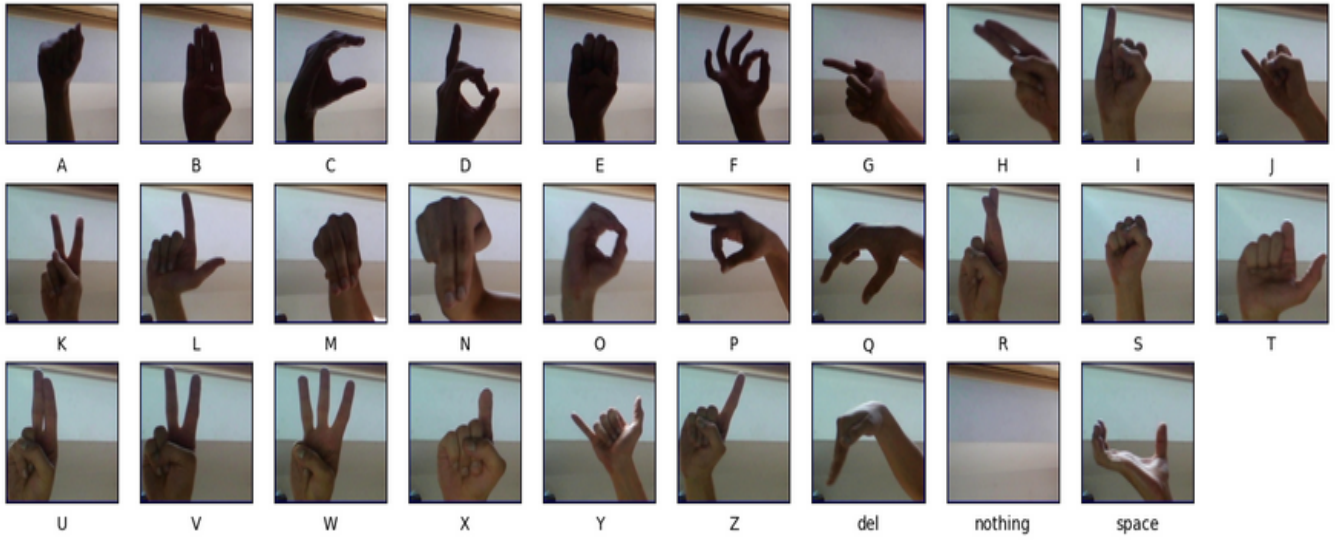 A B C D E F G H I J
K L M N O P Q R S T
U V W X Y Z del nothing space